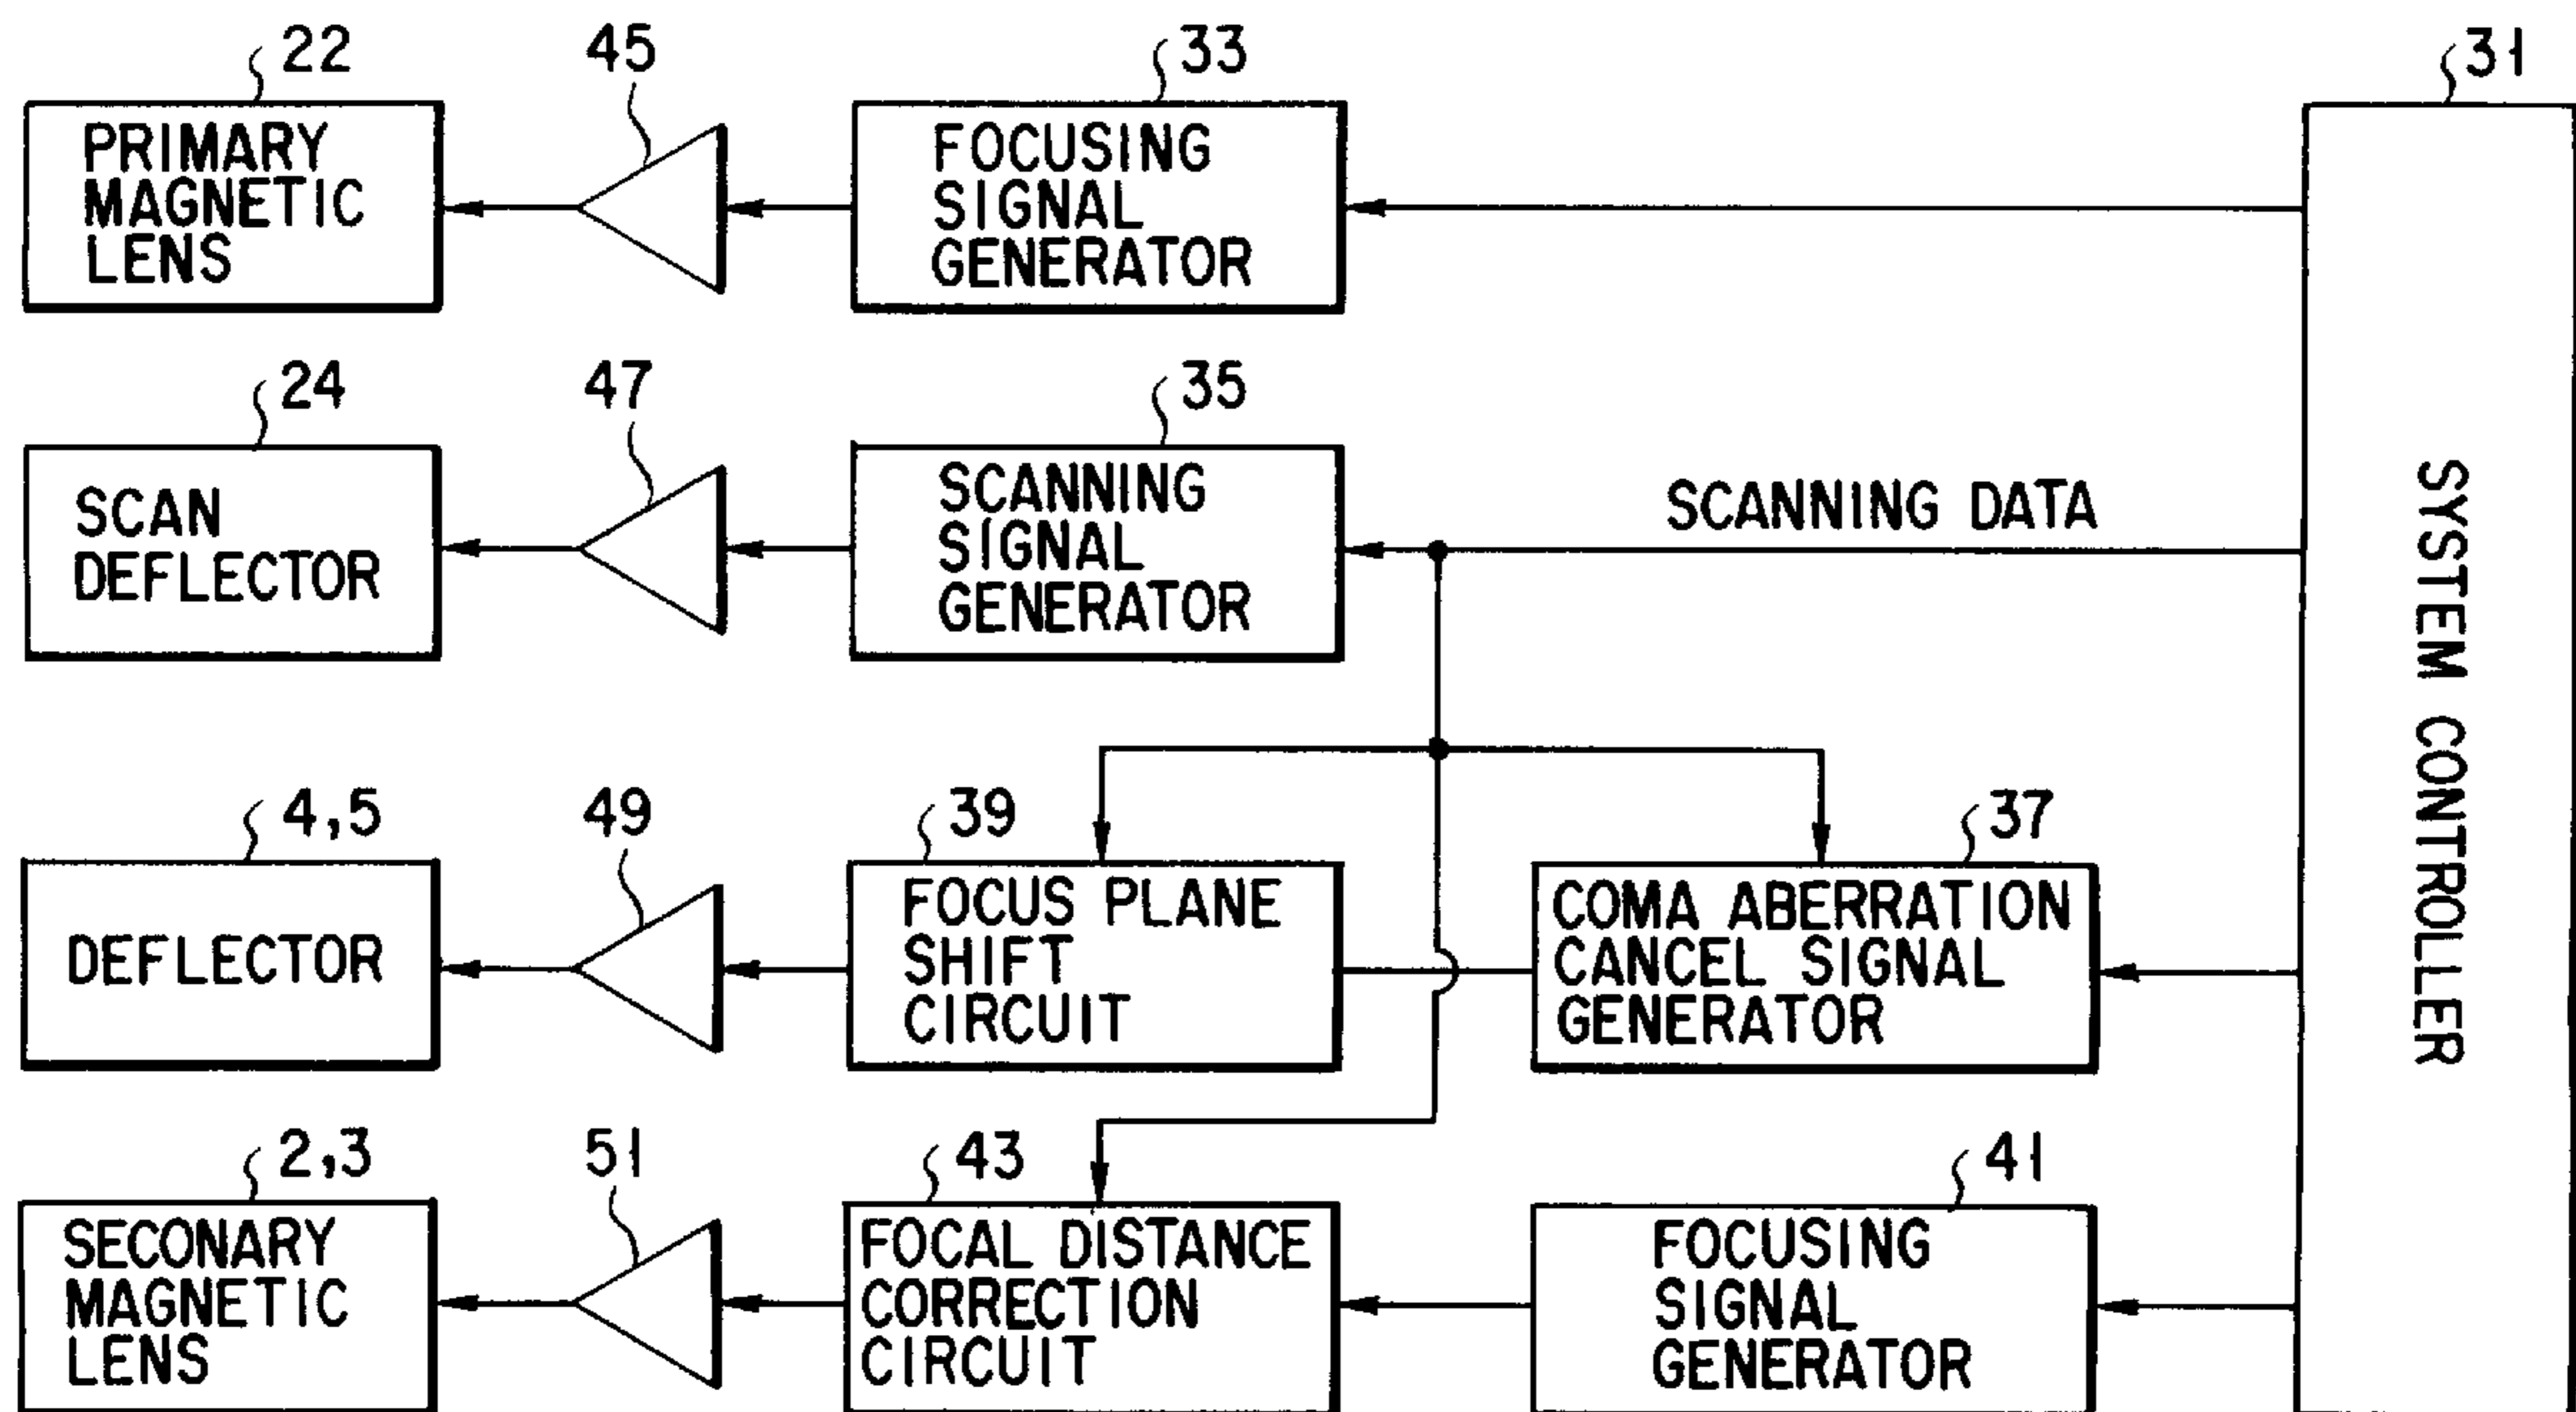 22
45
33
31
PRIMARY
MAGNETIC
LENS
FOCUSING
SIGNAL
GENERATOR
24
47
35
SCAN
DEFLECTOR
SCANNING
SIGNAL
GENERATOR
SCANNING DATA
SYSTEM CONTROLLER
4,5
49
39
37
DEFLECTOR
FOCUS PLANE
SHIFT
CIRCUIT
COMA ABERRATION
CANCEL SIGNAL
GENERATOR
2,3
51
43
41
SECONARY
MAGNETIC
LENS
FOCAL DISTANCE
CORRECTION
CIRCUIT
FOCUSING
SIGNAL
GENERATOR